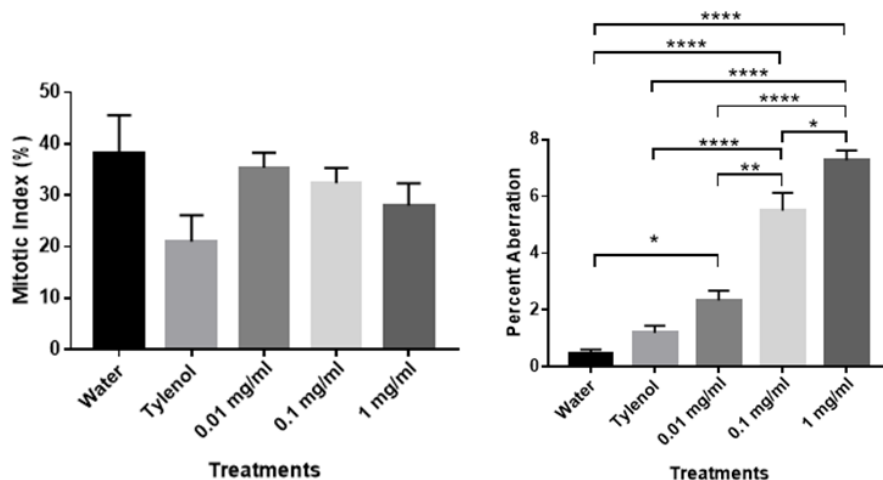 Mitotic Index (%)
50
40
30
20
10
0
Water
Tylenol
0.01 mg/ml
0.1 mg/ml
1 mg/ml
Treatments
****
****
****
****
*
****
**
*
Percent Aberration
8
6
4
2
0
Water
Tylenol
0.01 mg/ml
0.1 mg/ml
1 mg/ml
Treatments